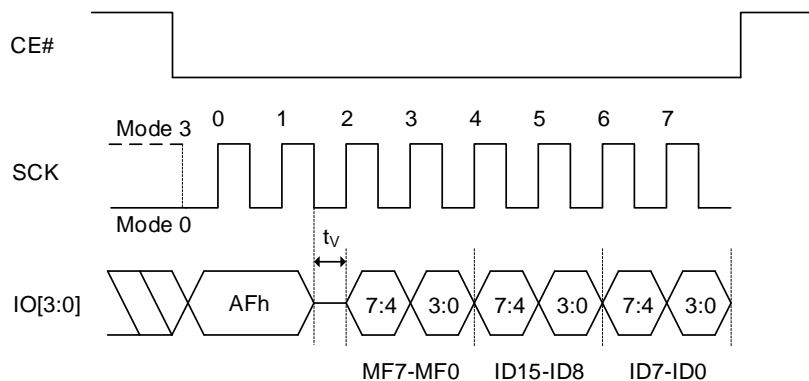 CE#
0 1 2 3 4 5 6 7
Mode 3
SCK
Mode 0
tV
IO[3:0]
AFh 7:4 3:0 7:4 3:0 7:4 3:0
MF7-MF0 ID15-ID8 ID7-ID0